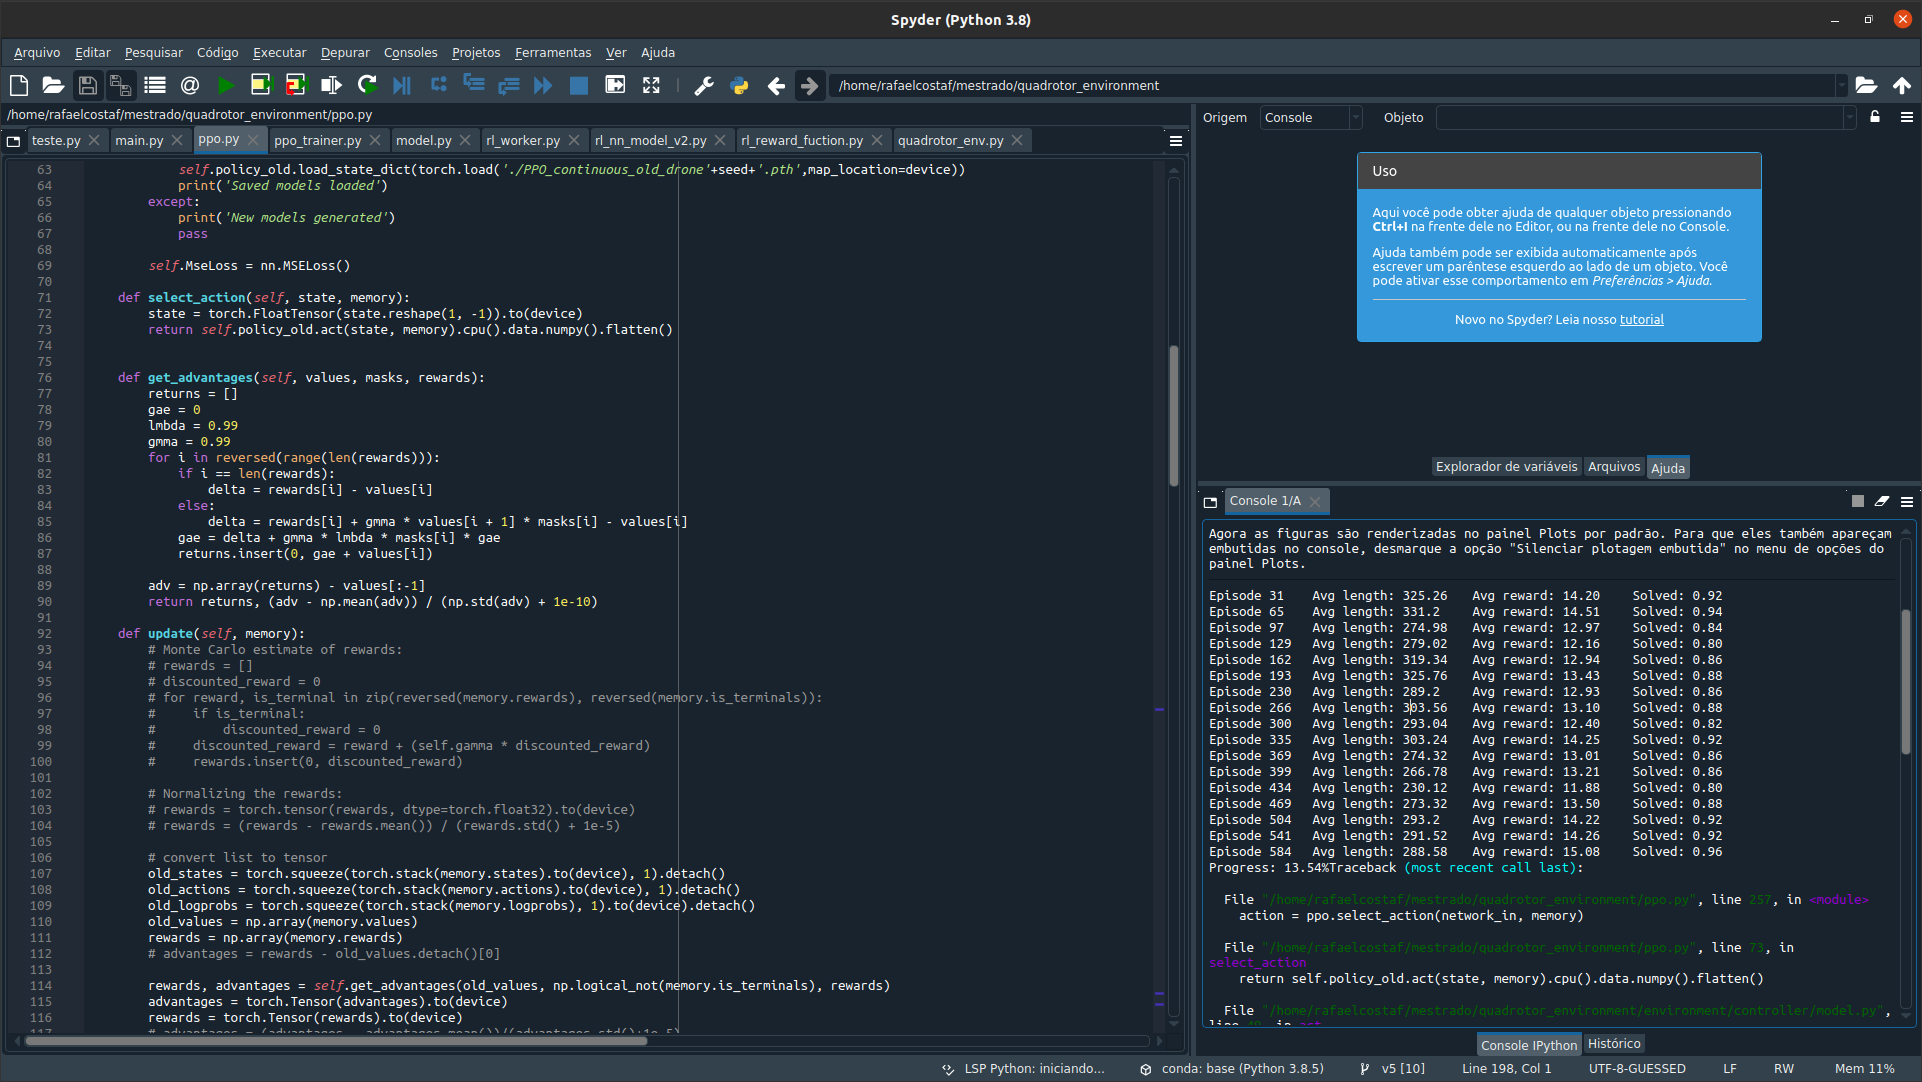 Spyder (Python 3.8)
Arquivo Editar Pesquisar Código Executar Depurar Consoles Projetos Ferramentas Ver Ajuda
/home/rafaelcostaf/mestrado/quadrotor_environment
/home/rafaelcostaf/mestrado/quadrotor_environment/ppo.py
teste.py main.py ppo.py ppo_trainer.py model.py rl_worker.py rl_nn_model_v2.py rl_reward_fuction.py quadrotor_env.py
63 self.policy_old.load_state_dict(torch.load('./PPO_continuous_old_drone'+seed+'.pth',map_location=device))
64 print('Saved models loaded')
65 except:
66 print('New models generated')
67 pass
68
69 self.MseLoss = nn.MSELoss()
70
71 def select_action(self, state, memory):
72 state = torch.FloatTensor(state.reshape(1, -1)).to(device)
73 return self.policy_old.act(state, memory).cpu().data.numpy().flatten()
74
75
76 def get_advantages(self, values, masks, rewards):
77 returns = []
78 gae = 0
79 lmbda = 0.99
80 gmma = 0.99
81 for i in reversed(range(len(rewards))):
82 if i == len(rewards):
83 delta = rewards[i] - values[i]
84 else:
85 delta = rewards[i] + gmma * values[i + 1] * masks[i] - values[i]
86 gae = delta + gmma * lmbda * masks[i] * gae
87 returns.insert(0, gae + values[i])
88
89 adv = np.array(returns) - values[:-1]
90 return returns, (adv - np.mean(adv)) / (np.std(adv) + 1e-10)
91
92 def update(self, memory):
93 # Monte Carlo estimate of rewards:
94 # rewards = []
95 # discounted_reward = 0
96 # for reward, is_terminal in zip(reversed(memory.rewards), reversed(memory.is_terminals)):
97 # if is_terminal:
98 # discounted_reward = 0
99 # discounted_reward = reward + (self.gamma * discounted_reward)
100 # rewards.insert(0, discounted_reward)
101
102 # Normalizing the rewards:
103 # rewards = torch.tensor(rewards, dtype=torch.float32).to(device)
104 # rewards = (rewards - rewards.mean()) / (rewards.std() + 1e-5)
105
106 # convert list to tensor
107 old_states = torch.squeeze(torch.stack(memory.states).to(device), 1).detach()
108 old_actions = torch.squeeze(torch.stack(memory.actions).to(device), 1).detach()
109 old_logprobs = torch.squeeze(torch.stack(memory.logprobs), 1).to(device).detach()
110 old_values = np.array(memory.values)
111 rewards = np.array(memory.rewards)
112 # advantages = rewards - old_values.detach()[0]
113
114 rewards, advantages = self.get_advantages(old_values, np.logical_not(memory.is_terminals), rewards)
115 advantages = torch.Tensor(advantages).to(device)
116 rewards = torch.Tensor(rewards).to(device)
117 # advantages = (advantages - advantages.mean())/(advantages.std()+1e-5)
Origem Console Objeto
Uso
Aqui você pode obter ajuda de qualquer objeto pressionando
Ctrl+I na frente dele no Editor, ou na frente dele no Console.
Ajuda também pode ser exibida automaticamente após
escrever um parêntese esquerdo ao lado de um objeto. Você
pode ativar esse comportamento em Preferências > Ajuda.
Novo no Spyder? Leia nosso tutorial
Explorador de variáveis Arquivos Ajuda
Console 1/A
Agora as figuras são renderizadas no painel Plots por padrão. Para que eles também apareçam
embutidas no console, desmarque a opção "Silenciar plotagem embutida" no menu de opções do
painel Plots.
Episode 31 Avg length: 325.26 Avg reward: 14.20 Solved: 0.92
Episode 65 Avg length: 331.2 Avg reward: 14.51 Solved: 0.94
Episode 97 Avg length: 274.98 Avg reward: 12.97 Solved: 0.84
Episode 129 Avg length: 279.02 Avg reward: 12.16 Solved: 0.80
Episode 162 Avg length: 319.34 Avg reward: 12.94 Solved: 0.86
Episode 193 Avg length: 325.76 Avg reward: 13.43 Solved: 0.88
Episode 230 Avg length: 289.2 Avg reward: 12.93 Solved: 0.86
Episode 266 Avg length: 303.56 Avg reward: 13.10 Solved: 0.88
Episode 300 Avg length: 293.04 Avg reward: 12.40 Solved: 0.82
Episode 335 Avg length: 303.24 Avg reward: 14.25 Solved: 0.92
Episode 369 Avg length: 274.32 Avg reward: 13.01 Solved: 0.86
Episode 399 Avg length: 266.78 Avg reward: 13.21 Solved: 0.86
Episode 434 Avg length: 230.12 Avg reward: 11.88 Solved: 0.80
Episode 469 Avg length: 273.32 Avg reward: 13.50 Solved: 0.88
Episode 504 Avg length: 293.2 Avg reward: 14.22 Solved: 0.92
Episode 541 Avg length: 291.52 Avg reward: 14.26 Solved: 0.92
Episode 584 Avg length: 288.58 Avg reward: 15.08 Solved: 0.96
Progress: 13.54%Traceback (most recent call last):
File "/home/rafaelcostaf/mestrado/quadrotor_environment/ppo.py", line 257, in <module>
action = ppo.select_action(network_in, memory)
File "/home/rafaelcostaf/mestrado/quadrotor_environment/ppo.py", line 73, in
select_action
return self.policy_old.act(state, memory).cpu().data.numpy().flatten()
File "/home/rafaelcostaf/mestrado/quadrotor_environment/environment/controller/model.py",
Console IPython Histórico
LSP Python: iniciando... conda: base (Python 3.8.5) v5 [10] Line 198, Col 1 UTF-8-GUESSED LF RW Mem 11%